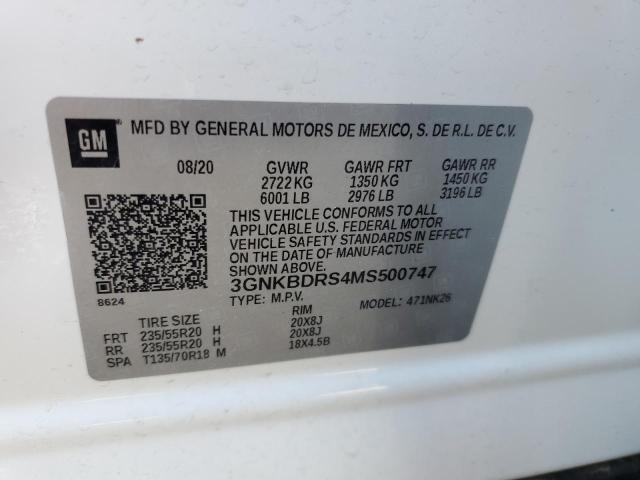 GM
MFD BY GENERAL MOTORS DE MEXICO, S. DE R.L. DE C.V.
08/20 GVWR GAWR FRT GAWR RR
2722 KG 1350 KG 1450 KG
6001 LB 2976 LB 3196 LB
THIS VEHICLE CONFORMS TO ALL
APPLICABLE U.S. FEDERAL MOTOR
VEHICLE SAFETY STANDARDS IN EFFECT
ON THE DATE OF MANUFACTURE
SHOWN ABOVE.
8624
3GNKBDRS4MS500747
TYPE: M.P.V. MODEL: 471NK26
TIRE SIZE RIM
FRT 235/55R20 H 20X8J
RR 235/55R20 H 20X8J
SPA T135/70R18 M 18X4.5B